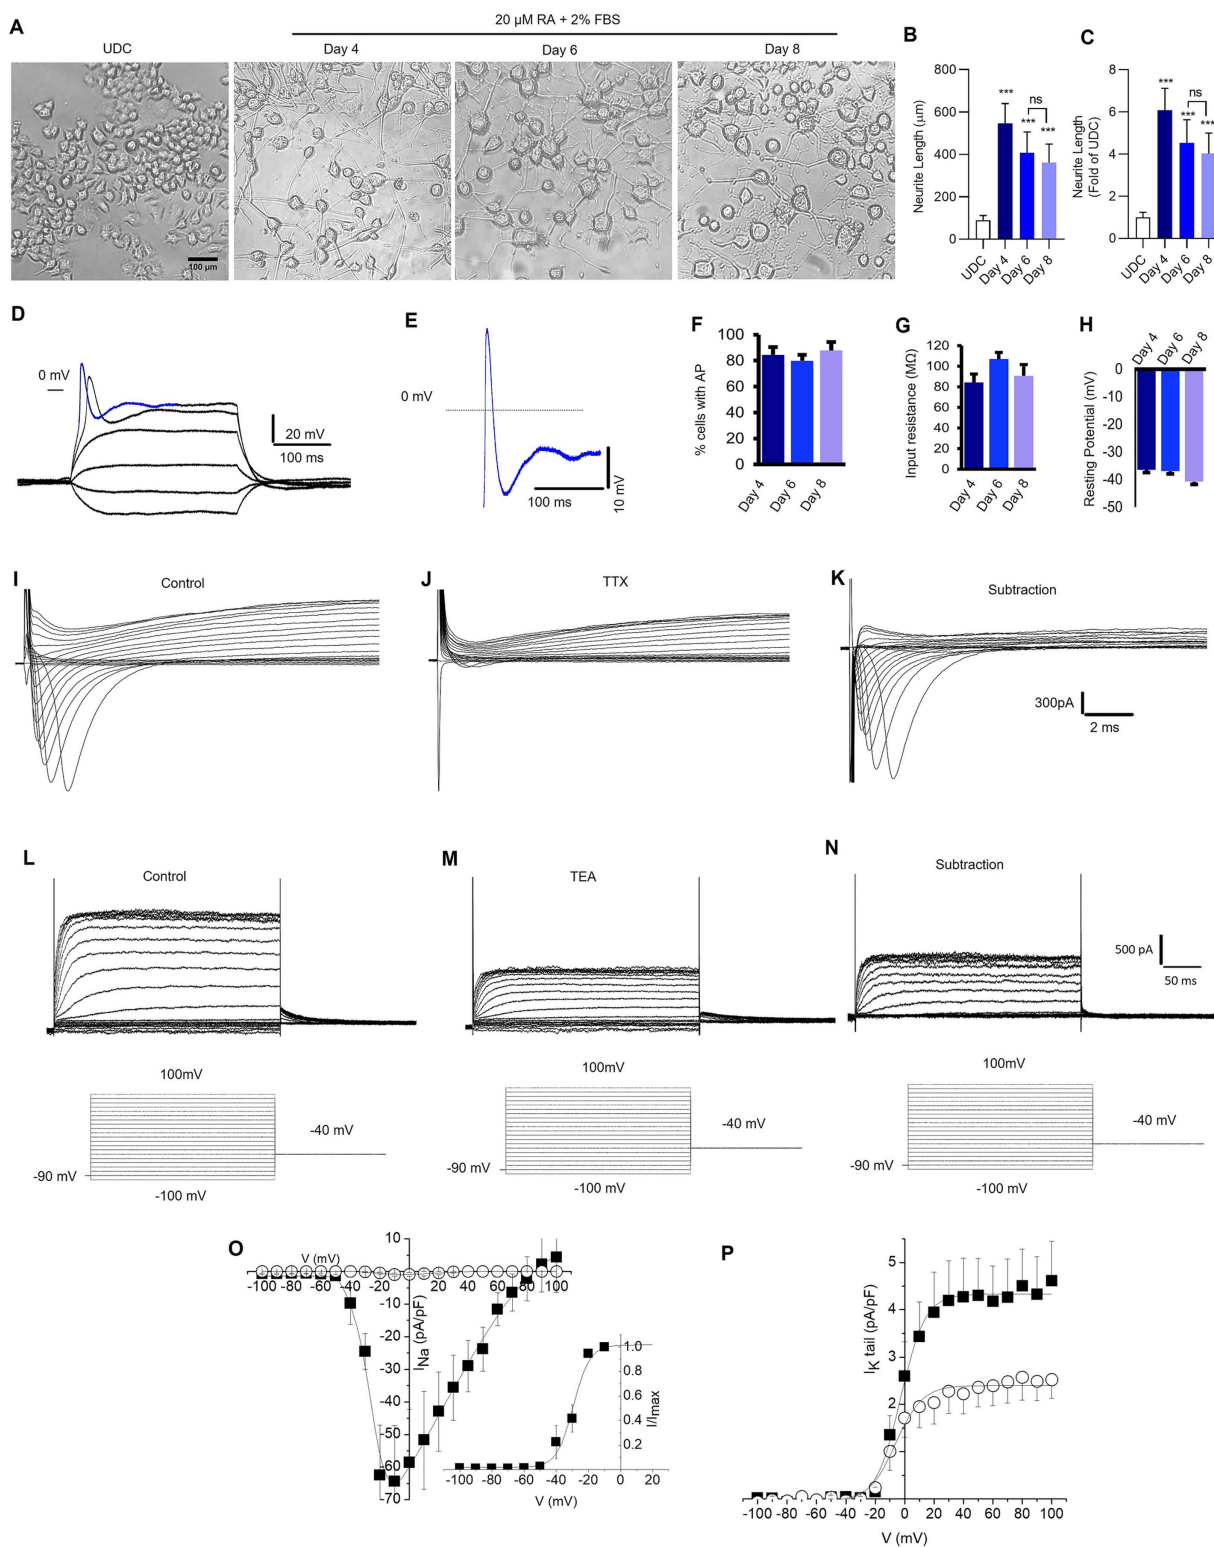 20 µM RA + 2% FBS
A
UDC
Day 4
Day 6
Day 8
100 µm
B
Neurite Length (µm)
800
600
400
200
0
***
***
ns
***
UDC
Day 4
Day 6
Day 8
C
Neurite Length
(Fold of UDC)
8
6
4
2
0
***
***
ns
***
UDC
Day 4
Day 6
Day 8
D
0 mV
20 mV
100 ms
E
0 mV
100 ms
10 mV
F
% cells with AP
100
80
60
40
20
0
Day 4
Day 6
Day 8
G
Input resistance (MΩ)
120
100
80
60
40
20
0
Day 4
Day 6
Day 8
H
Day 4
Day 6
Day 8
Resting Potential (mV)
0
-10
-20
-30
-40
-50
I
Control
J
TTX
K
Subtraction
300pA
2 ms
L
Control
M
TEA
N
Subtraction
500 pA
50 ms
100mV
-40 mV
-90 mV
-100 mV
100mV
-40 mV
-90 mV
-100 mV
100mV
-40 mV
-90 mV
-100 mV
O
V (mV)
10
-100 -80 -60 -40 -20 0 20 40 60 80 100
-10
-20
-30
-40
-50
-60
-70
INa (pA/pF)
1.0
0.8
0.6
0.4
0.2
I/Imax
-100 -80 -60 -40 -20 0 20
V (mV)
P
IK tail (pA/pF)
5
4
3
2
1
-100 -80 -60 -40 -20 0 20 40 60 80 100
V (mV)